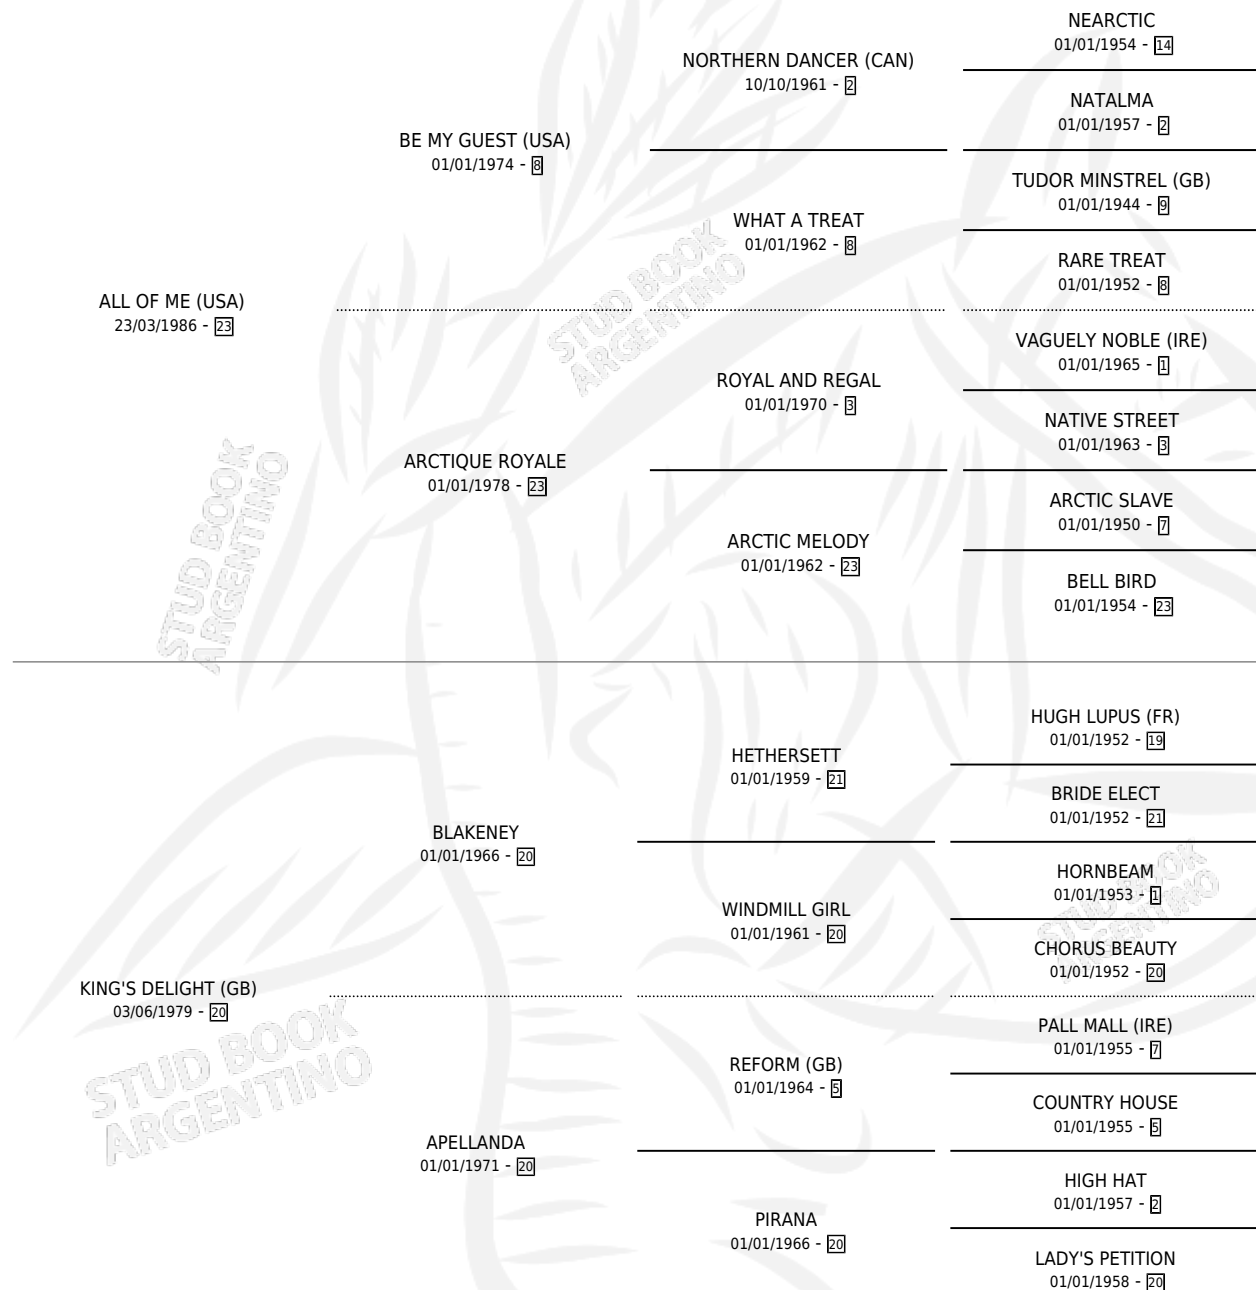 NEARCTIC
01/01/1954 - 14
NORTHERN DANCER (CAN)
10/10/1961 - 2
NATALMA
01/01/1957 - 2
BE MY GUEST (USA)
01/01/1974 - 8
TUDOR MINSTREL (GB)
01/01/1944 - 9
WHAT A TREAT
01/01/1962 - 8
RARE TREAT
01/01/1952 - 8
ALL OF ME (USA)
23/03/1986 - 23
VAGUELY NOBLE (IRE)
01/01/1965 - 1
ROYAL AND REGAL
01/01/1970 - 3
NATIVE STREET
01/01/1963 - 3
ARCTIQUE ROYALE
01/01/1978 - 23
ARCTIC SLAVE
01/01/1950 - 7
ARCTIC MELODY
01/01/1962 - 23
BELL BIRD
01/01/1954 - 23
HUGH LUPUS (FR)
01/01/1952 - 19
HETHERSETT
01/01/1959 - 21
BRIDE ELECT
01/01/1952 - 21
BLAKENEY
01/01/1966 - 20
HORNBEAM
01/01/1953 - 1
WINDMILL GIRL
01/01/1961 - 20
CHORUS BEAUTY
01/01/1952 - 20
KING'S DELIGHT (GB)
03/06/1979 - 20
PALL MALL (IRE)
01/01/1955 - 7
REFORM (GB)
01/01/1964 - 5
COUNTRY HOUSE
01/01/1955 - 5
APELLANDA
01/01/1971 - 20
HIGH HAT
01/01/1957 - 2
PIRANA
01/01/1966 - 20
LADY'S PETITION
01/01/1958 - 20
STUD BOOK
ARGENTINO
STUD BOOK
ARGENTINO
STUD BOOK
ARGENTINO
STUD BOOK
ARGENTINO